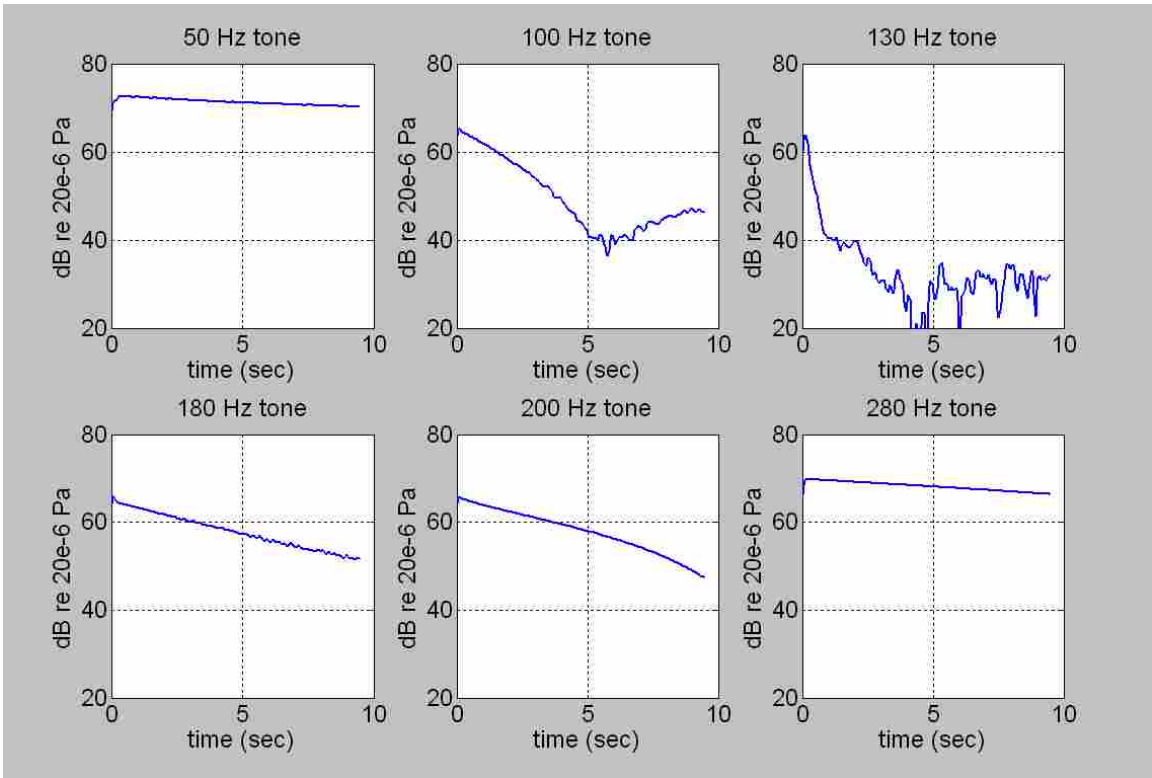 50 Hz tone
80
60
40
20
dB re 20e-6 Pa
0 5 10
time (sec)
100 Hz tone
80
60
40
20
dB re 20e-6 Pa
0 5 10
time (sec)
130 Hz tone
80
60
40
20
dB re 20e-6 Pa
0 5 10
time (sec)
180 Hz tone
80
60
40
20
dB re 20e-6 Pa
0 5 10
time (sec)
200 Hz tone
80
60
40
20
dB re 20e-6 Pa
0 5 10
time (sec)
280 Hz tone
80
60
40
20
dB re 20e-6 Pa
0 5 10
time (sec)